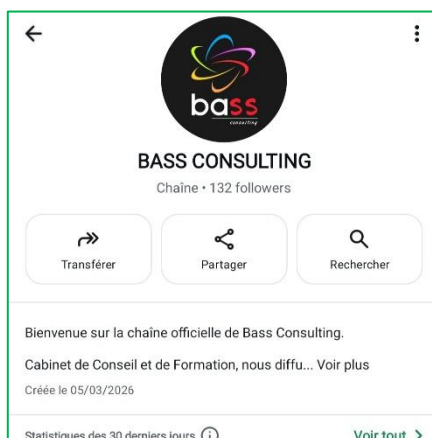 bass
consulting
BASS CONSULTING
Chaîne • 132 followers
Transférer
Partager
Rechercher
Bienvenue sur la chaîne officielle de Bass Consulting.
Cabinet de Conseil et de Formation, nous diffu... Voir plus
Créée le 05/03/2026
Statistiques des 30 derniers jours
Voir tout